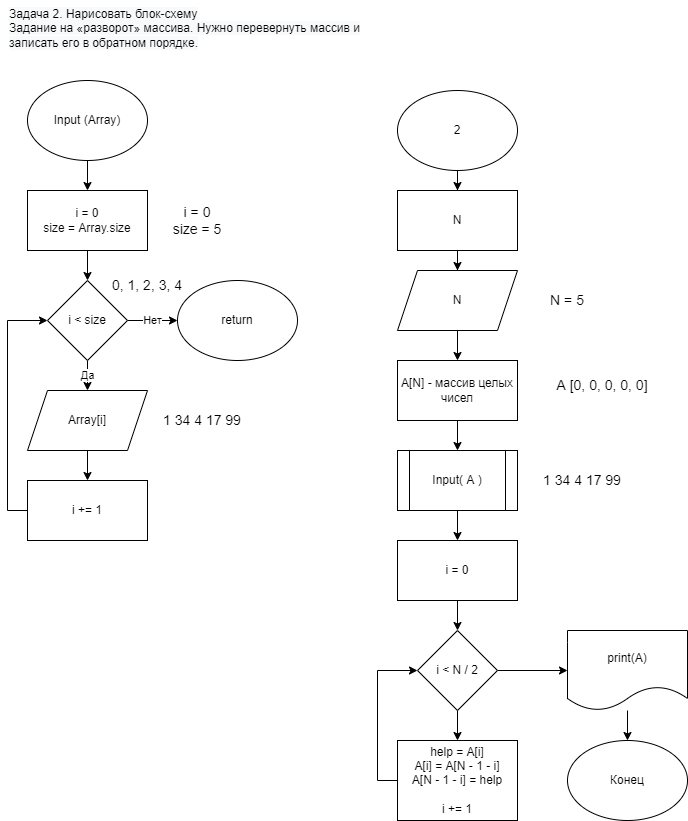 Задача 2. Нарисовать блок-схему
Задание на «разворот» массива. Нужно перевернуть массив и
записать его в обратном порядке.
Input (Array)
i = 0
size = Array.size
i = 0
size = 5
0, 1, 2, 3, 4
i < size
Нет
return
Да
Array[i]
1 34 4 17 99
i += 1
2
N
N
N = 5
A[N] - массив целых
чисел
A [0, 0, 0, 0, 0]
Input( A )
1 34 4 17 99
i = 0
i < N / 2
print(A)
help = A[i]
A[i] = A[N - 1 - i]
A[N - 1 - i] = help
i += 1
Конец